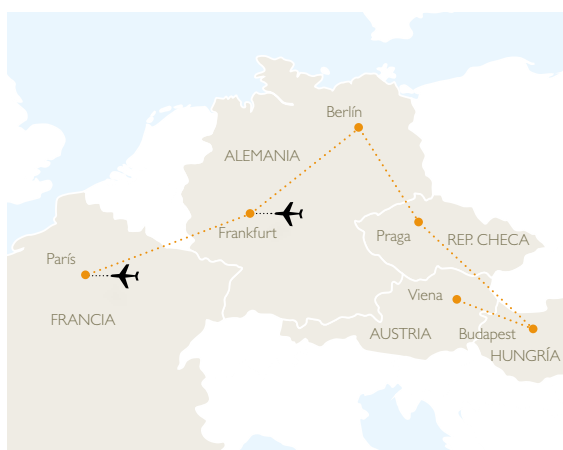 Berlín
ALEMANIA
Frankfurt
Praga
REP. CHECA
París
Viena
FRANCIA
AUSTRIA
Budapest
HUNGRÍA